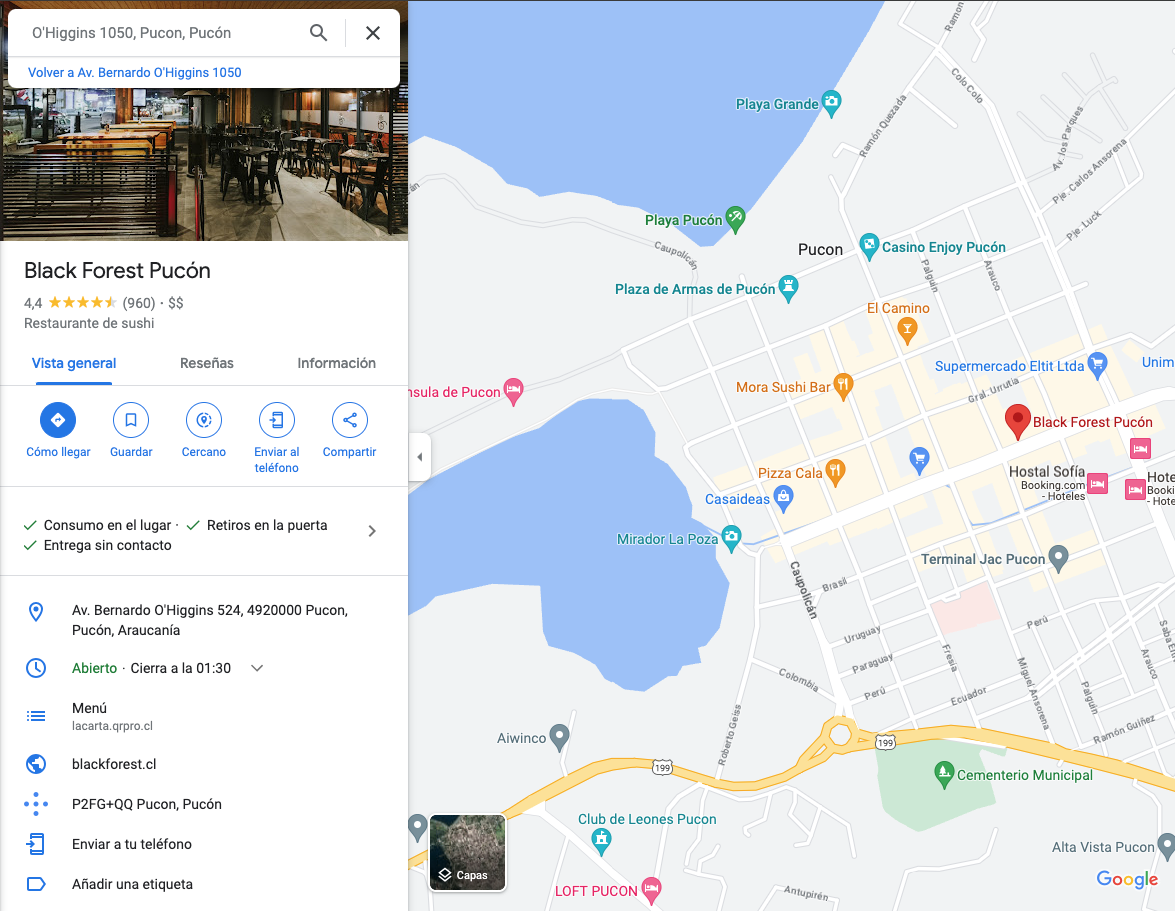 O'Higgins 1050, Pucon, Pucón
Volver a Av. Bernardo O'Higgins 1050
Black Forest Pucón
4,4 (960) · $$
Restaurante de sushi
Vista general
Reseñas
Información
Cómo llegar
Guardar
Cercano
Enviar al
teléfono
Compartir
Consumo en el lugar ·
Retiros en la puerta
Entrega sin contacto
Av. Bernardo O'Higgins 524, 4920000 Pucon,
Pucón, Araucanía
Abierto · Cierra a la 01:30
Menú
lacarta.qrpro.cl
blackforest.cl
P2FG+QQ Pucon, Pucón
Enviar a tu teléfono
Añadir una etiqueta
Capas
Ramon
Colo Colo
Playa Grande
Ramón Quezada
Av. los Parques
Pje. Carlos Ansorena
Pje. Luck
Playa Pucón
Caupolicán
Pucon
Casino Enjoy Pucón
Palguin
Arauco
Plaza de Armas de Pucón
El Camino
Supermercado Eltit Ltda
Unim
Mora Sushi Bar
Gral. Urrutia
nsula de Pucon
Black Forest Pucón
Pizza Cala
Hostal Sofía
Booking.com
- Hoteles
Hote
Booki
- Hote
Casaideas
Mirador La Poza
Terminal Jac Pucon
Caupolicán
Brasil
Uruguay
Paraguay
Perú
Perú
Fresia
Miguel Ansorena
Ecuador
Palguin
Arauco
Saba Enr
Ramón Guíñez
Colombia
Roberto Geiss
Aiwinco
199
199
Cementerio Municipal
Club de Leones Pucon
Alta Vista Pucon
LOFT PUCON
Antupirén
Google